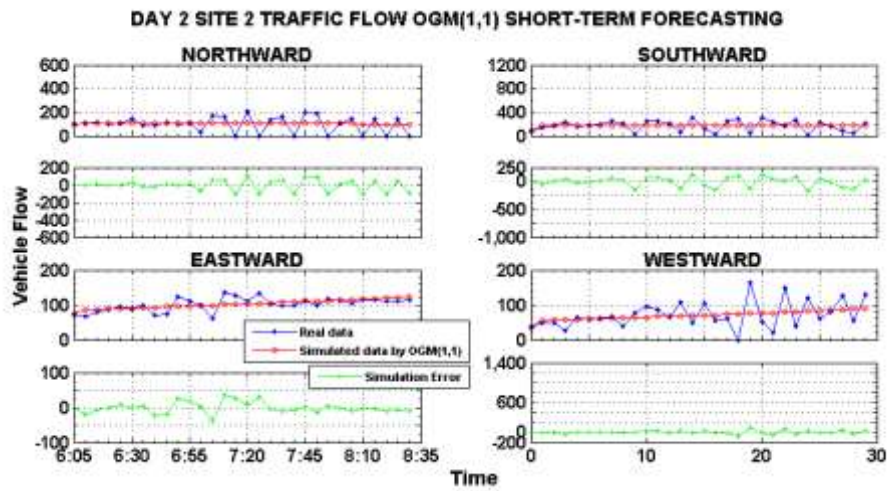 DAY 2 SITE 2 TRAFFIC FLOW OGM(1,1) SHORT-TERM FORECASTING
NORTHWARD
600
400
200
0
200
0
-200
-400
-600
SOUTHWARD
1200
800
400
0
250
0
-500
-1,000
Vehicle Flow
EASTWARD
200
100
0
100
0
-100
6:05 6:30 6:55 7:20 7:45 8:10 8:35
WESTWARD
200
100
0
1,400
600
0
-200
0 10 20 30
Real data
Simulated data by OGM(1,1)
Simulation Error
Time